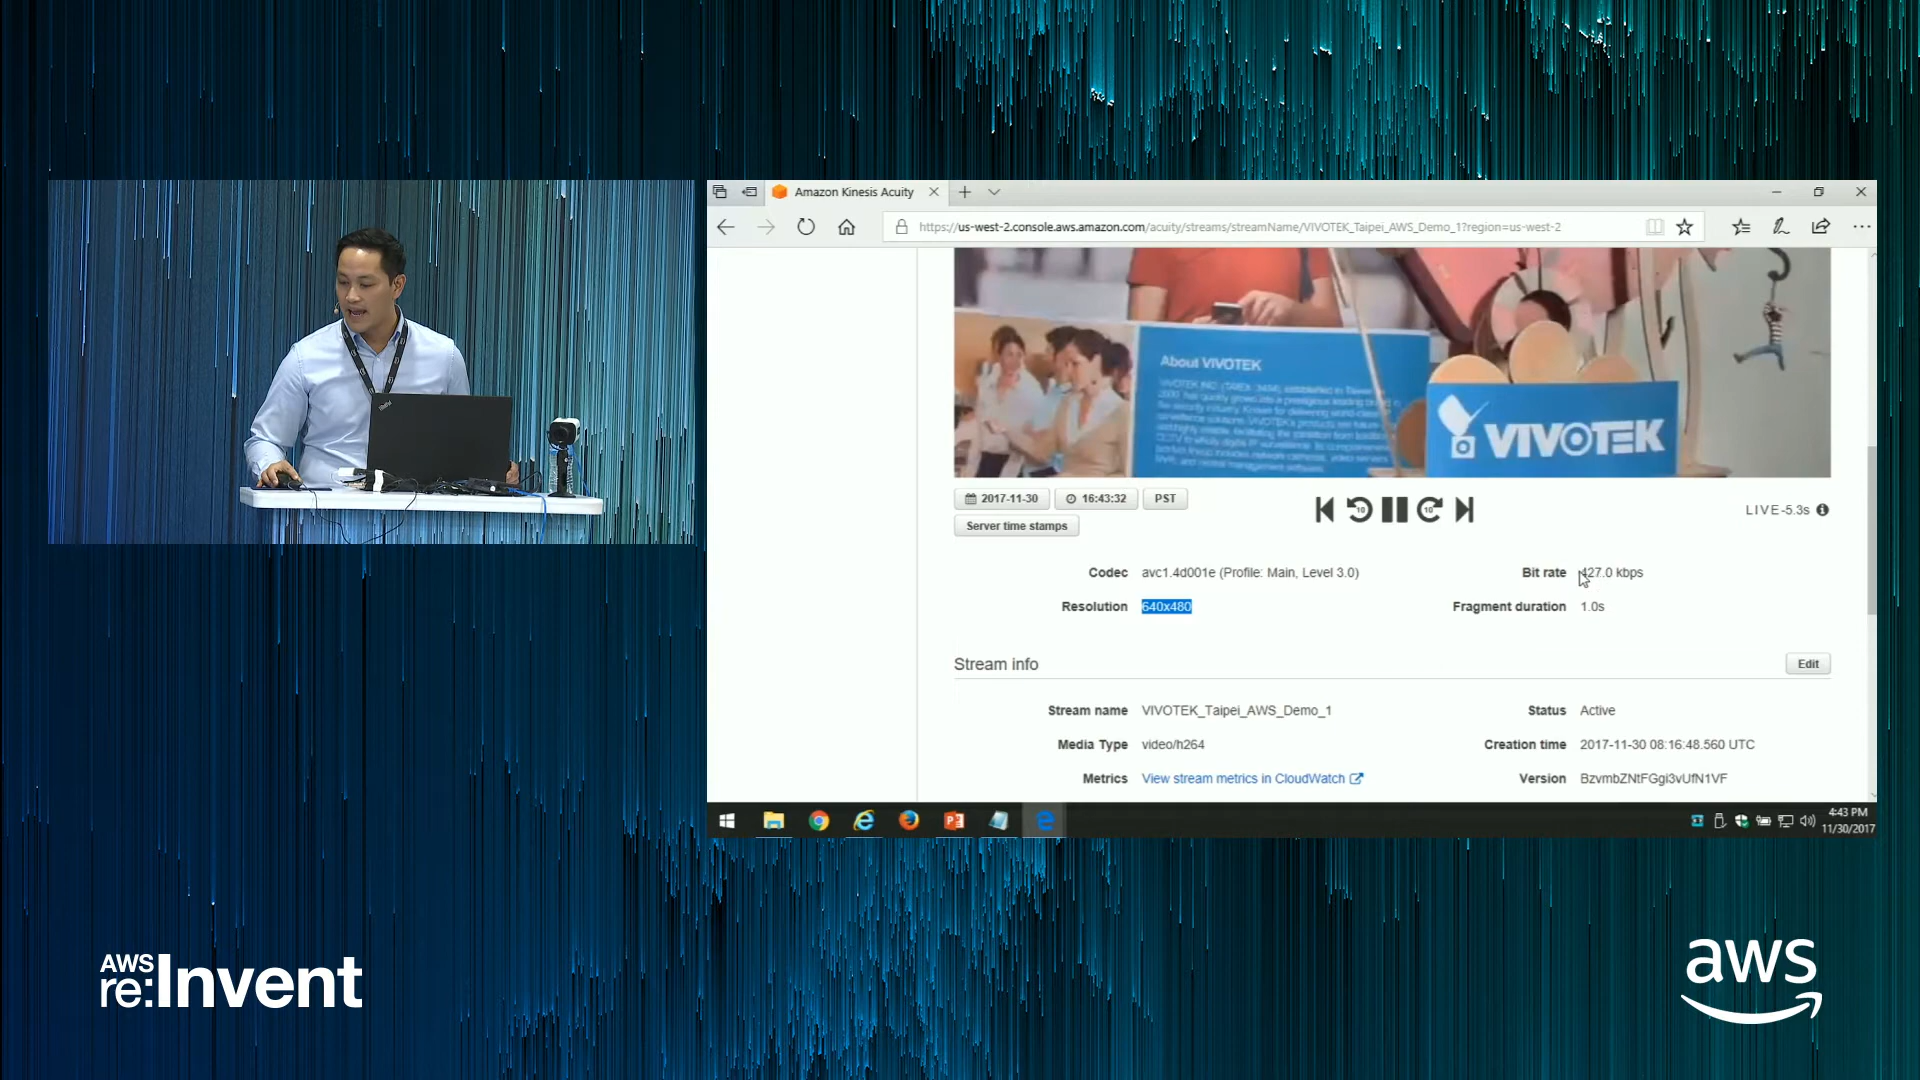 Amazon Kinesis Acuity
https://us-west-2.console.aws.amazon.com/acuity/streams/streamName/VIVOTEK_Taipei_AWS_Demo_1?region=us-west-2
About VIVOTEK
VIVOTEK
2017-11-30
16:43:32
PST
Server time stamps
10
10
LIVE -5.3s
Codec avc1.4d001e (Profile: Main, Level 3.0)
Bit rate 427.0 kbps
Resolution 640x480
Fragment duration 1.0s
Stream info
Edit
Stream name VIVOTEK_Taipei_AWS_Demo_1
Status Active
Media Type video/h264
Creation time 2017-11-30 08:16:48.560 UTC
Metrics View stream metrics in CloudWatch
Version BzvmbZNtFGgi3vUfN1VF
4:43 PM
11/30/2017
AWS
re:Invent
aws